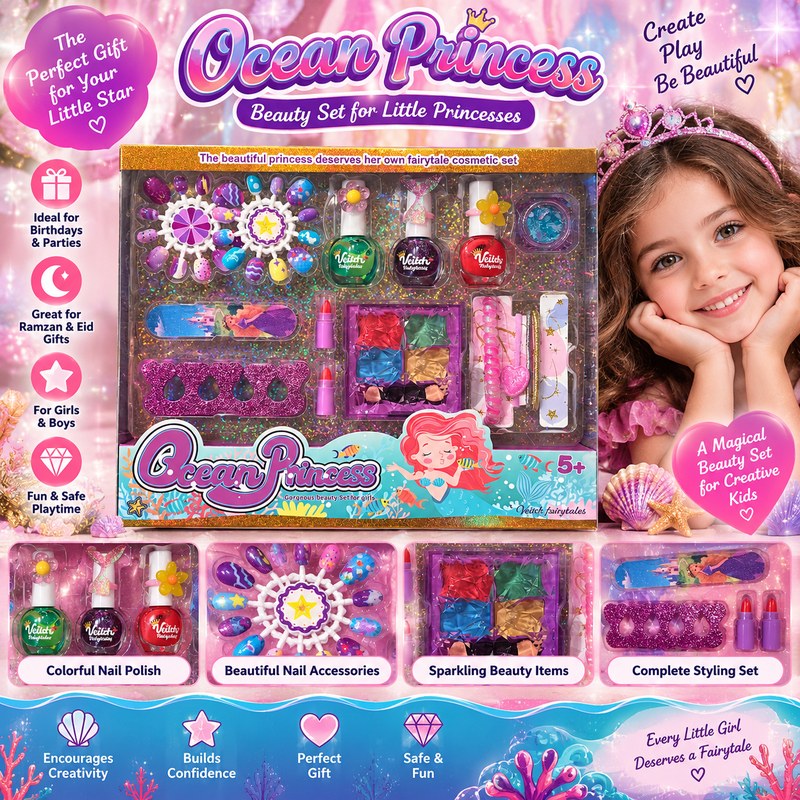 The
Perfect Gift
for Your
Little Star
Ocean Princess
Beauty Set for Little Princesses
Create
Play
Be Beautiful
Ideal for
Birthdays
& Parties
Great for
Ramzan & Eid
Gifts
For Girls
& Boys
Fun & Safe
Playtime
The beautiful princess deserves her own fairytale cosmetic set
Veitch
Veitch
Veitch
Ocean Princess
Gorgeous beauty Set for girls
5+
Veitch fairytales
A Magical
Beauty Set
for Creative
Kids
Veitch
Veitch
Veitch
Colorful Nail Polish
Beautiful Nail Accessories
Sparkling Beauty Items
Complete Styling Set
Encourages
Creativity
Builds
Confidence
Perfect
Gift
Safe &
Fun
Every Little Girl
Deserves a Fairytale